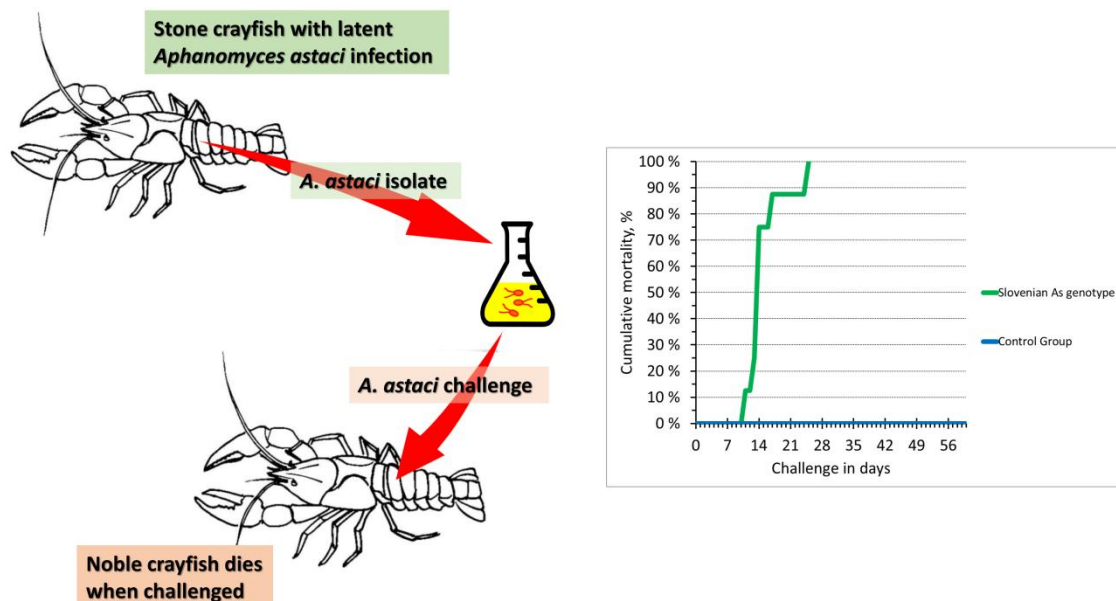 Stone crayfish with latent
Aphanomyces astaci infection
A. astaci isolate
A. astaci challenge
Noble crayfish dies
when challenged
Cumulative mortality, %
100 %
90 %
80 %
70 %
60 %
50 %
40 %
30 %
20 %
10 %
0 %
0 7 14 21 28 35 42 49 56
Challenge in days
Slovenian As genotype
Control Group